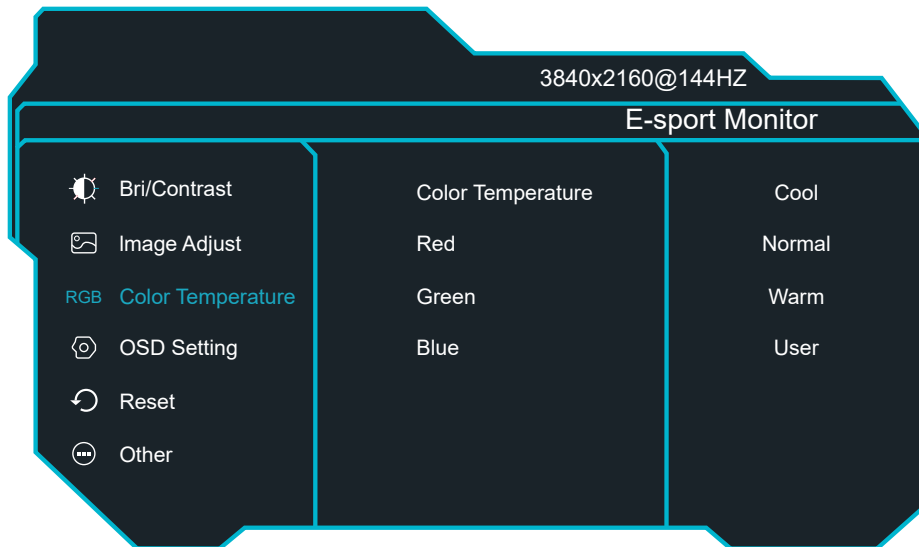 3840x2160@144HZ
E-sport Monitor
Bri/Contrast
Image Adjust
RGB Color Temperature
OSD Setting
Reset
Other
Color Temperature
Red
Green
Blue
Cool
Normal
Warm
User